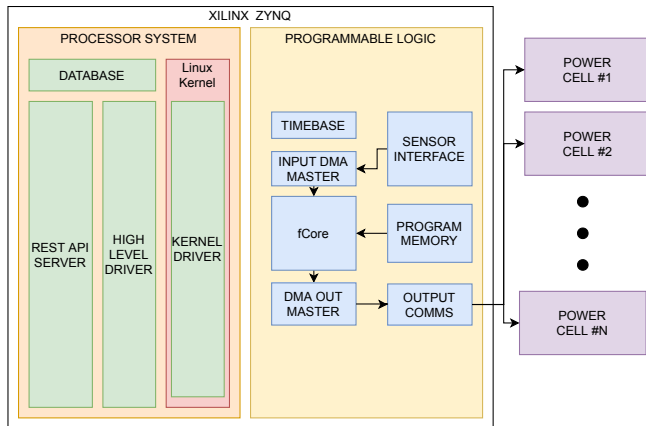 XILINX ZYNQ
PROCESSOR SYSTEM
DATABASE
Linux
Kernel
REST API
SERVER
HIGH
LEVEL
DRIVER
KERNEL
DRIVER
PROGRAMMABLE LOGIC
TIMEBASE
SENSOR
INTERFACE
INPUT DMA
MASTER
fCore
PROGRAM
MEMORY
DMA OUT
MASTER
OUTPUT
COMMS
POWER
CELL #1
POWER
CELL #2
POWER
CELL #N